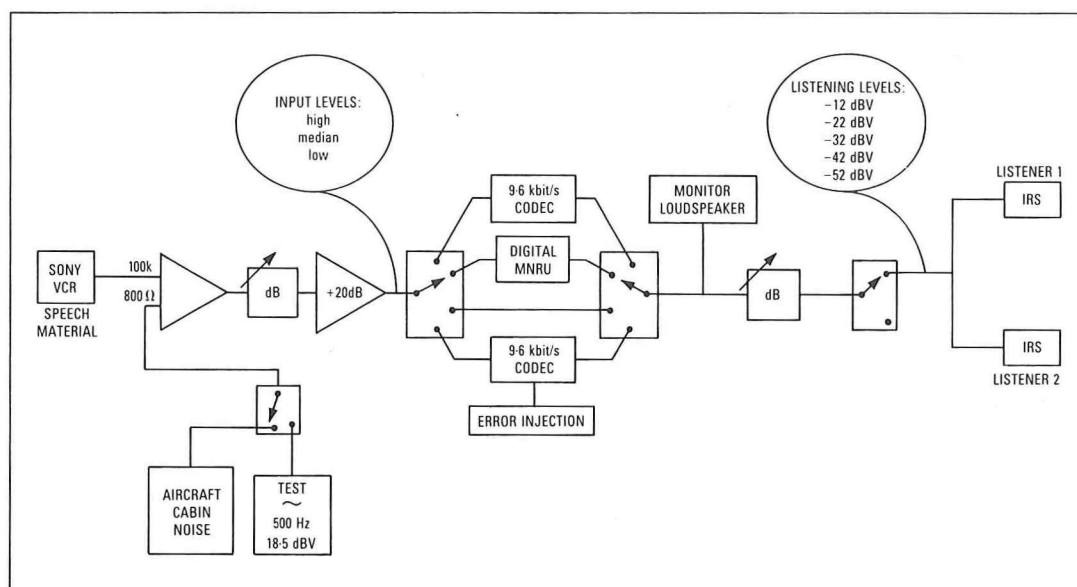 INPUT LEVELS:
high
median
low
LISTENING LEVELS:
–12 dBV
–22 dBV
–32 dBV
–42 dBV
–52 dBV
LISTENER 1
IRS
9·6 kbit/s
CODEC
MONITOR
LOUDSPEAKER
DIGITAL
MNRU
SONY
VCR
SPEECH
MATERIAL
100k
800 Ω
dB
+20dB
dB
9·6 kbit/s
CODEC
ERROR INJECTION
IRS
LISTENER 2
AIRCRAFT
CABIN
NOISE
TEST
~
500 Hz
18·5 dBV